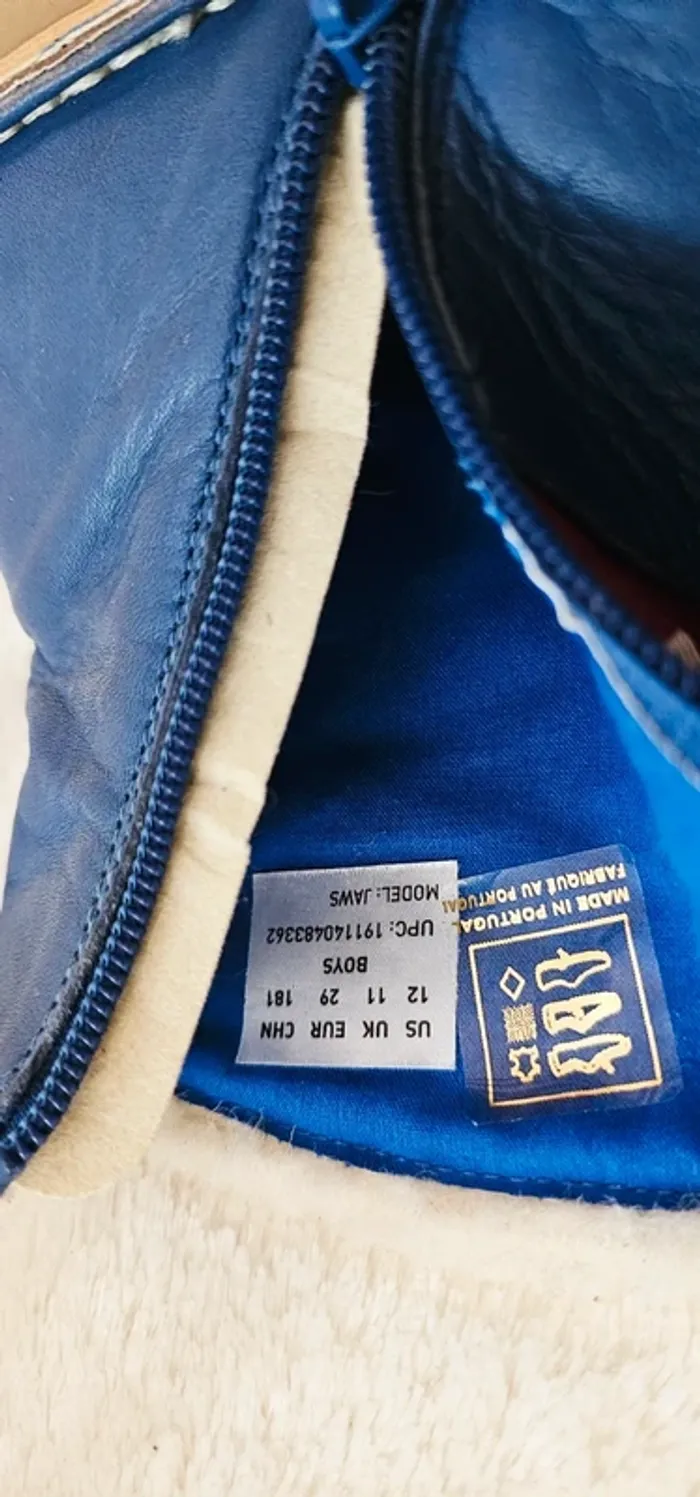 MADE IN PORTUGAL
FABRIQUÉ AU PORTUGAL
US UK EUR CHN
12 11 29 181
BOYS
UPC: 191140483362
MODEL: JAWS